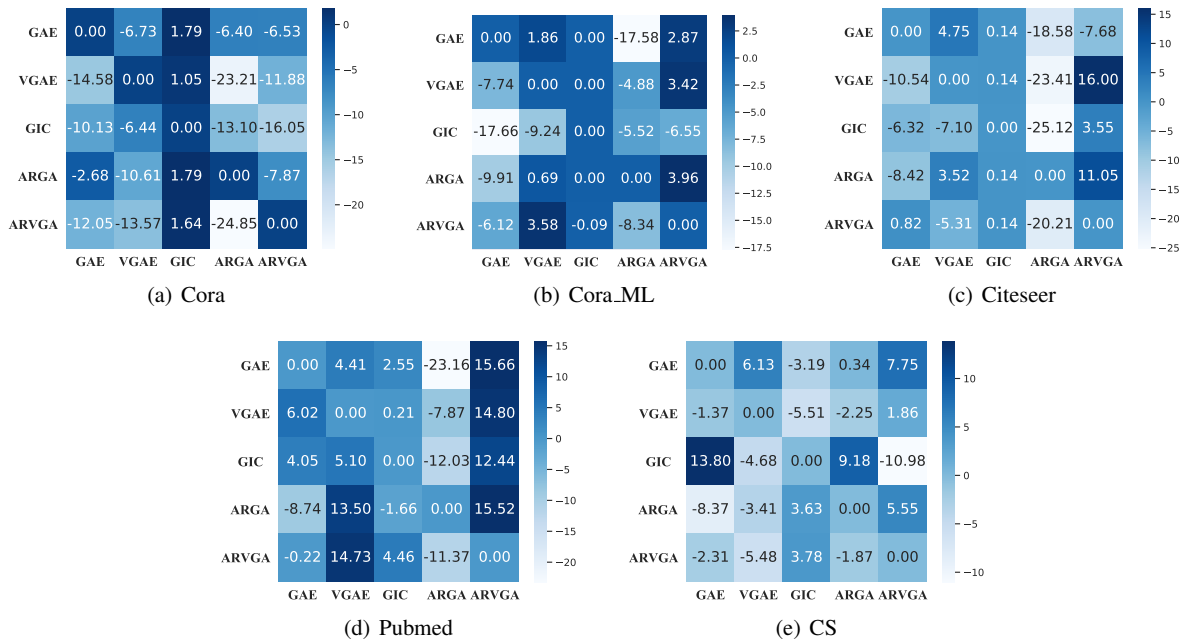 GAE 0.00 -6.73 1.79 -6.40 -6.53
VGAE -14.58 0.00 1.05 -23.21 -11.88
GIC -10.13 -6.44 0.00 -13.10 -16.05
ARGA -2.68 -10.61 1.79 0.00 -7.87
ARVGA -12.05 -13.57 1.64 -24.85 0.00
GAE VGAE GIC ARGA ARVGA
0
−5
−10
−15
−20
(a) Cora
GAE 0.00 1.86 0.00 -17.58 2.87
VGAE -7.74 0.00 0.00 -4.88 3.42
GIC -17.66 -9.24 0.00 -5.52 -6.55
ARGA -9.91 0.69 0.00 0.00 3.96
ARVGA -6.12 3.58 -0.09 -8.34 0.00
GAE VGAE GIC ARGA ARVGA
2.5
0.0
−2.5
−5.0
−7.5
−10.0
−12.5
−15.0
−17.5
(b) Cora_ML
GAE 0.00 4.75 0.14 -18.58 -7.68
VGAE -10.54 0.00 0.14 -23.41 16.00
GIC -6.32 -7.10 0.00 -25.12 3.55
ARGA -8.42 3.52 0.14 0.00 11.05
ARVGA 0.82 -5.31 0.14 -20.21 0.00
GAE VGAE GIC ARGA ARVGA
15
10
5
0
−5
−10
−15
−20
−25
(c) Citeseer
GAE 0.00 4.41 2.55 -23.16 15.66
VGAE 6.02 0.00 0.21 -7.87 14.80
GIC 4.05 5.10 0.00 -12.03 12.44
ARGA -8.74 13.50 -1.66 0.00 15.52
ARVGA -0.22 14.73 4.46 -11.37 0.00
GAE VGAE GIC ARGA ARVGA
15
10
5
0
−5
−10
−15
−20
(d) Pubmed
GAE 0.00 6.13 -3.19 0.34 7.75
VGAE -1.37 0.00 -5.51 -2.25 1.86
GIC 13.80 -4.68 0.00 9.18 -10.98
ARGA -8.37 -3.41 3.63 0.00 5.55
ARVGA -2.31 -5.48 3.78 -1.87 0.00
GAE VGAE GIC ARGA ARVGA
10
5
0
−5
−10
(e) CS